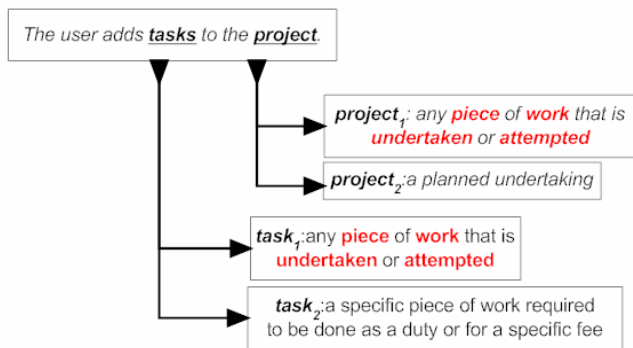 The user adds tasks to the project.
project1: any piece of work that is
undertaken or attempted
project2:a planned undertaking
task1:any piece of work that is
undertaken or attempted
task2:a specific piece of work required
to be done as a duty or for a specific fee